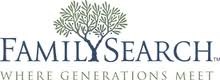 FAMILYSEARCH™
WHERE GENERATIONS MEET